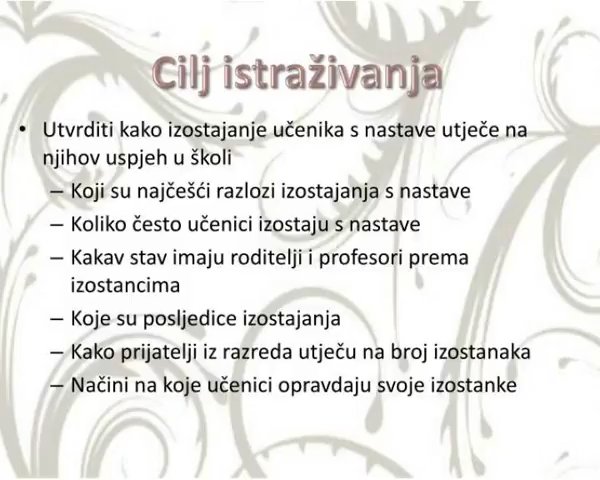 Cilj istraživanja
• Utvrditi kako izostajanje učenika s nastave utječe na
njihov uspjeh u školi
– Koji su najčešći razlozi izostajanja s nastave
– Koliko često učenici izostaju s nastave
– Kakav stav imaju roditelji i profesori prema
izostancima
– Koje su posljedice izostajanja
– Kako prijatelji iz razreda utječu na broj izostanaka
– Načini na koje učenici opravdaju svoje izostanke